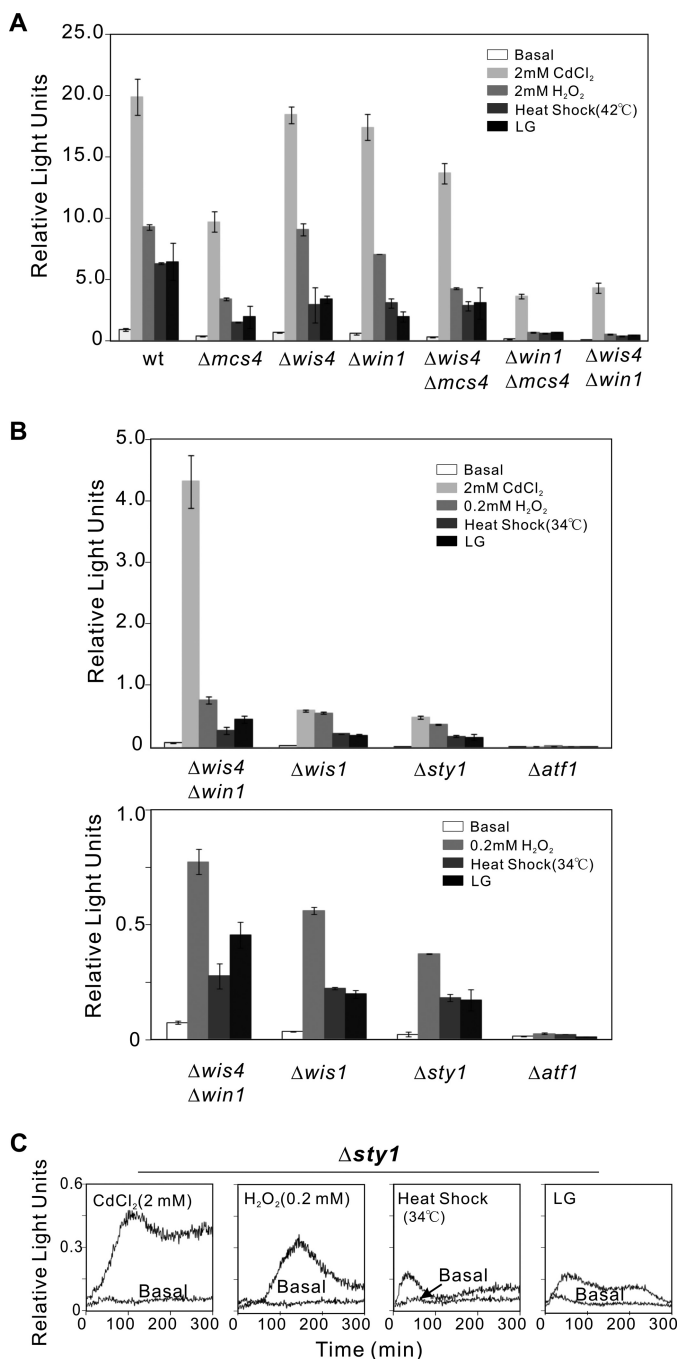 A
25.0
20.0
15.0
10.0
5.0
0
Relative Light Units
Basal
2mM CdCl₂
2mM H₂O₂
Heat Shock(42℃)
LG
wt
Δmcs4
Δwis4
Δwin1
Δwis4 Δmcs4
Δwin1 Δmcs4
Δwis4 Δwin1
B
5.0
4.0
3.0
2.0
1.0
0
Relative Light Units
Basal
2mM CdCl₂
0.2mM H₂O₂
Heat Shock(34℃)
LG
Δwis4 Δwin1
Δwis1
Δsty1
Δatf1
1.0
0.5
0
Relative Light Units
Basal
0.2mM H₂O₂
Heat Shock(34℃)
LG
Δwis4 Δwin1
Δwis1
Δsty1
Δatf1
C
Δsty1
Relative Light Units
0.6
0.3
0
CdCl₂(2 mM)
Basal
0 100 300
H₂O₂(0.2 mM)
Basal
0 100 300
Heat Shock
(34℃)
Basal
0 100 300
LG
Basal
0 100 300
Time (min)